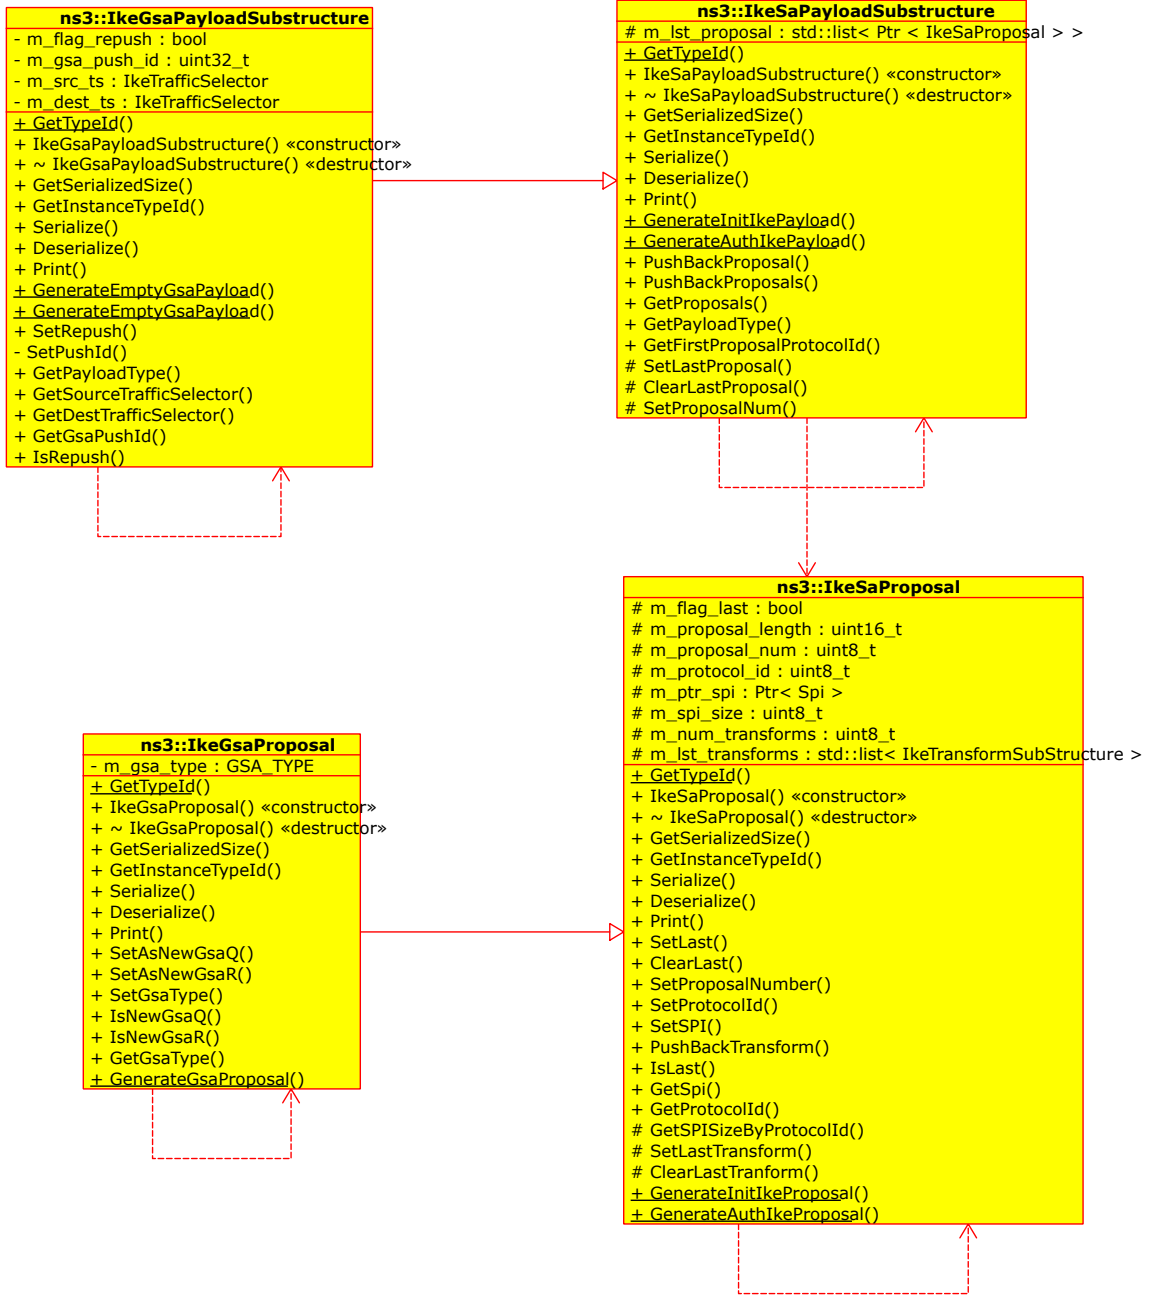 ns3::IkeGsaPayloadSubstructure
- m_flag_repush : bool
- m_gsa_push_id : uint32_t
- m_src_ts : IkeTrafficSelector
- m_dest_ts : IkeTrafficSelector
+ GetTypeId()
+ IkeGsaPayloadSubstructure() «constructor»
+ ~ IkeGsaPayloadSubstructure() «destructor»
+ GetSerializedSize()
+ GetInstanceTypeId()
+ Serialize()
+ Deserialize()
+ Print()
+ GenerateEmptyGsaPayload()
+ GenerateEmptyGsaPayload()
+ SetRepush()
- SetPushId()
+ GetPayloadType()
+ GetSourceTrafficSelector()
+ GetDestTrafficSelector()
+ GetGsaPushId()
+ IsRepush()
ns3::IkeSaPayloadSubstructure
# m_lst_proposal : std::list< Ptr < IkeSaProposal > >
+ GetTypeId()
+ IkeSaPayloadSubstructure() «constructor»
+ ~ IkeSaPayloadSubstructure() «destructor»
+ GetSerializedSize()
+ GetInstanceTypeId()
+ Serialize()
+ Deserialize()
+ Print()
+ GenerateInitIkePayload()
+ GenerateAuthIkePayload()
+ PushBackProposal()
+ PushBackProposals()
+ GetProposals()
+ GetPayloadType()
+ GetFirstProposalProtocolId()
# SetLastProposal()
# ClearLastProposal()
# SetProposalNum()
ns3::IkeGsaProposal
- m_gsa_type : GSA_TYPE
+ GetTypeId()
+ IkeGsaProposal() «constructor»
+ ~ IkeGsaProposal() «destructor»
+ GetSerializedSize()
+ GetInstanceTypeId()
+ Serialize()
+ Deserialize()
+ Print()
+ SetAsNewGsaQ()
+ SetAsNewGsaR()
+ SetGsaType()
+ IsNewGsaQ()
+ IsNewGsaR()
+ GetGsaType()
+ GenerateGsaProposal()
ns3::IkeSaProposal
# m_flag_last : bool
# m_proposal_length : uint16_t
# m_proposal_num : uint8_t
# m_protocol_id : uint8_t
# m_ptr_spi : Ptr< Spi >
# m_spi_size : uint8_t
# m_num_transforms : uint8_t
# m_lst_transforms : std::list< IkeTransformSubStructure >
+ GetTypeId()
+ IkeSaProposal() «constructor»
+ ~ IkeSaProposal() «destructor»
+ GetSerializedSize()
+ GetInstanceTypeId()
+ Serialize()
+ Deserialize()
+ Print()
+ SetLast()
+ ClearLast()
+ SetProposalNumber()
+ SetProtocolId()
+ SetSPI()
+ PushBackTransform()
+ IsLast()
+ GetSpi()
+ GetProtocolId()
# GetSPISizeByProtocolId()
# SetLastTransform()
# ClearLastTranform()
+ GenerateInitIkeProposal()
+ GenerateAuthIkeProposal()